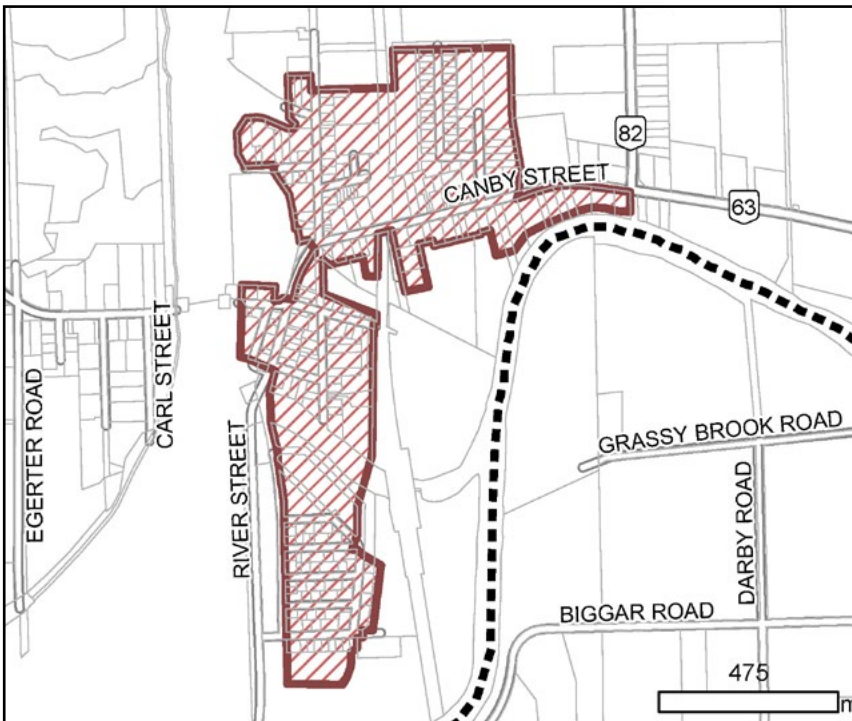 82
CANBY STREET
63
CARL STREET
EGERTER ROAD
RIVER STREET
GRASSY BROOK ROAD
DARBY ROAD
BIGGAR ROAD
475
m